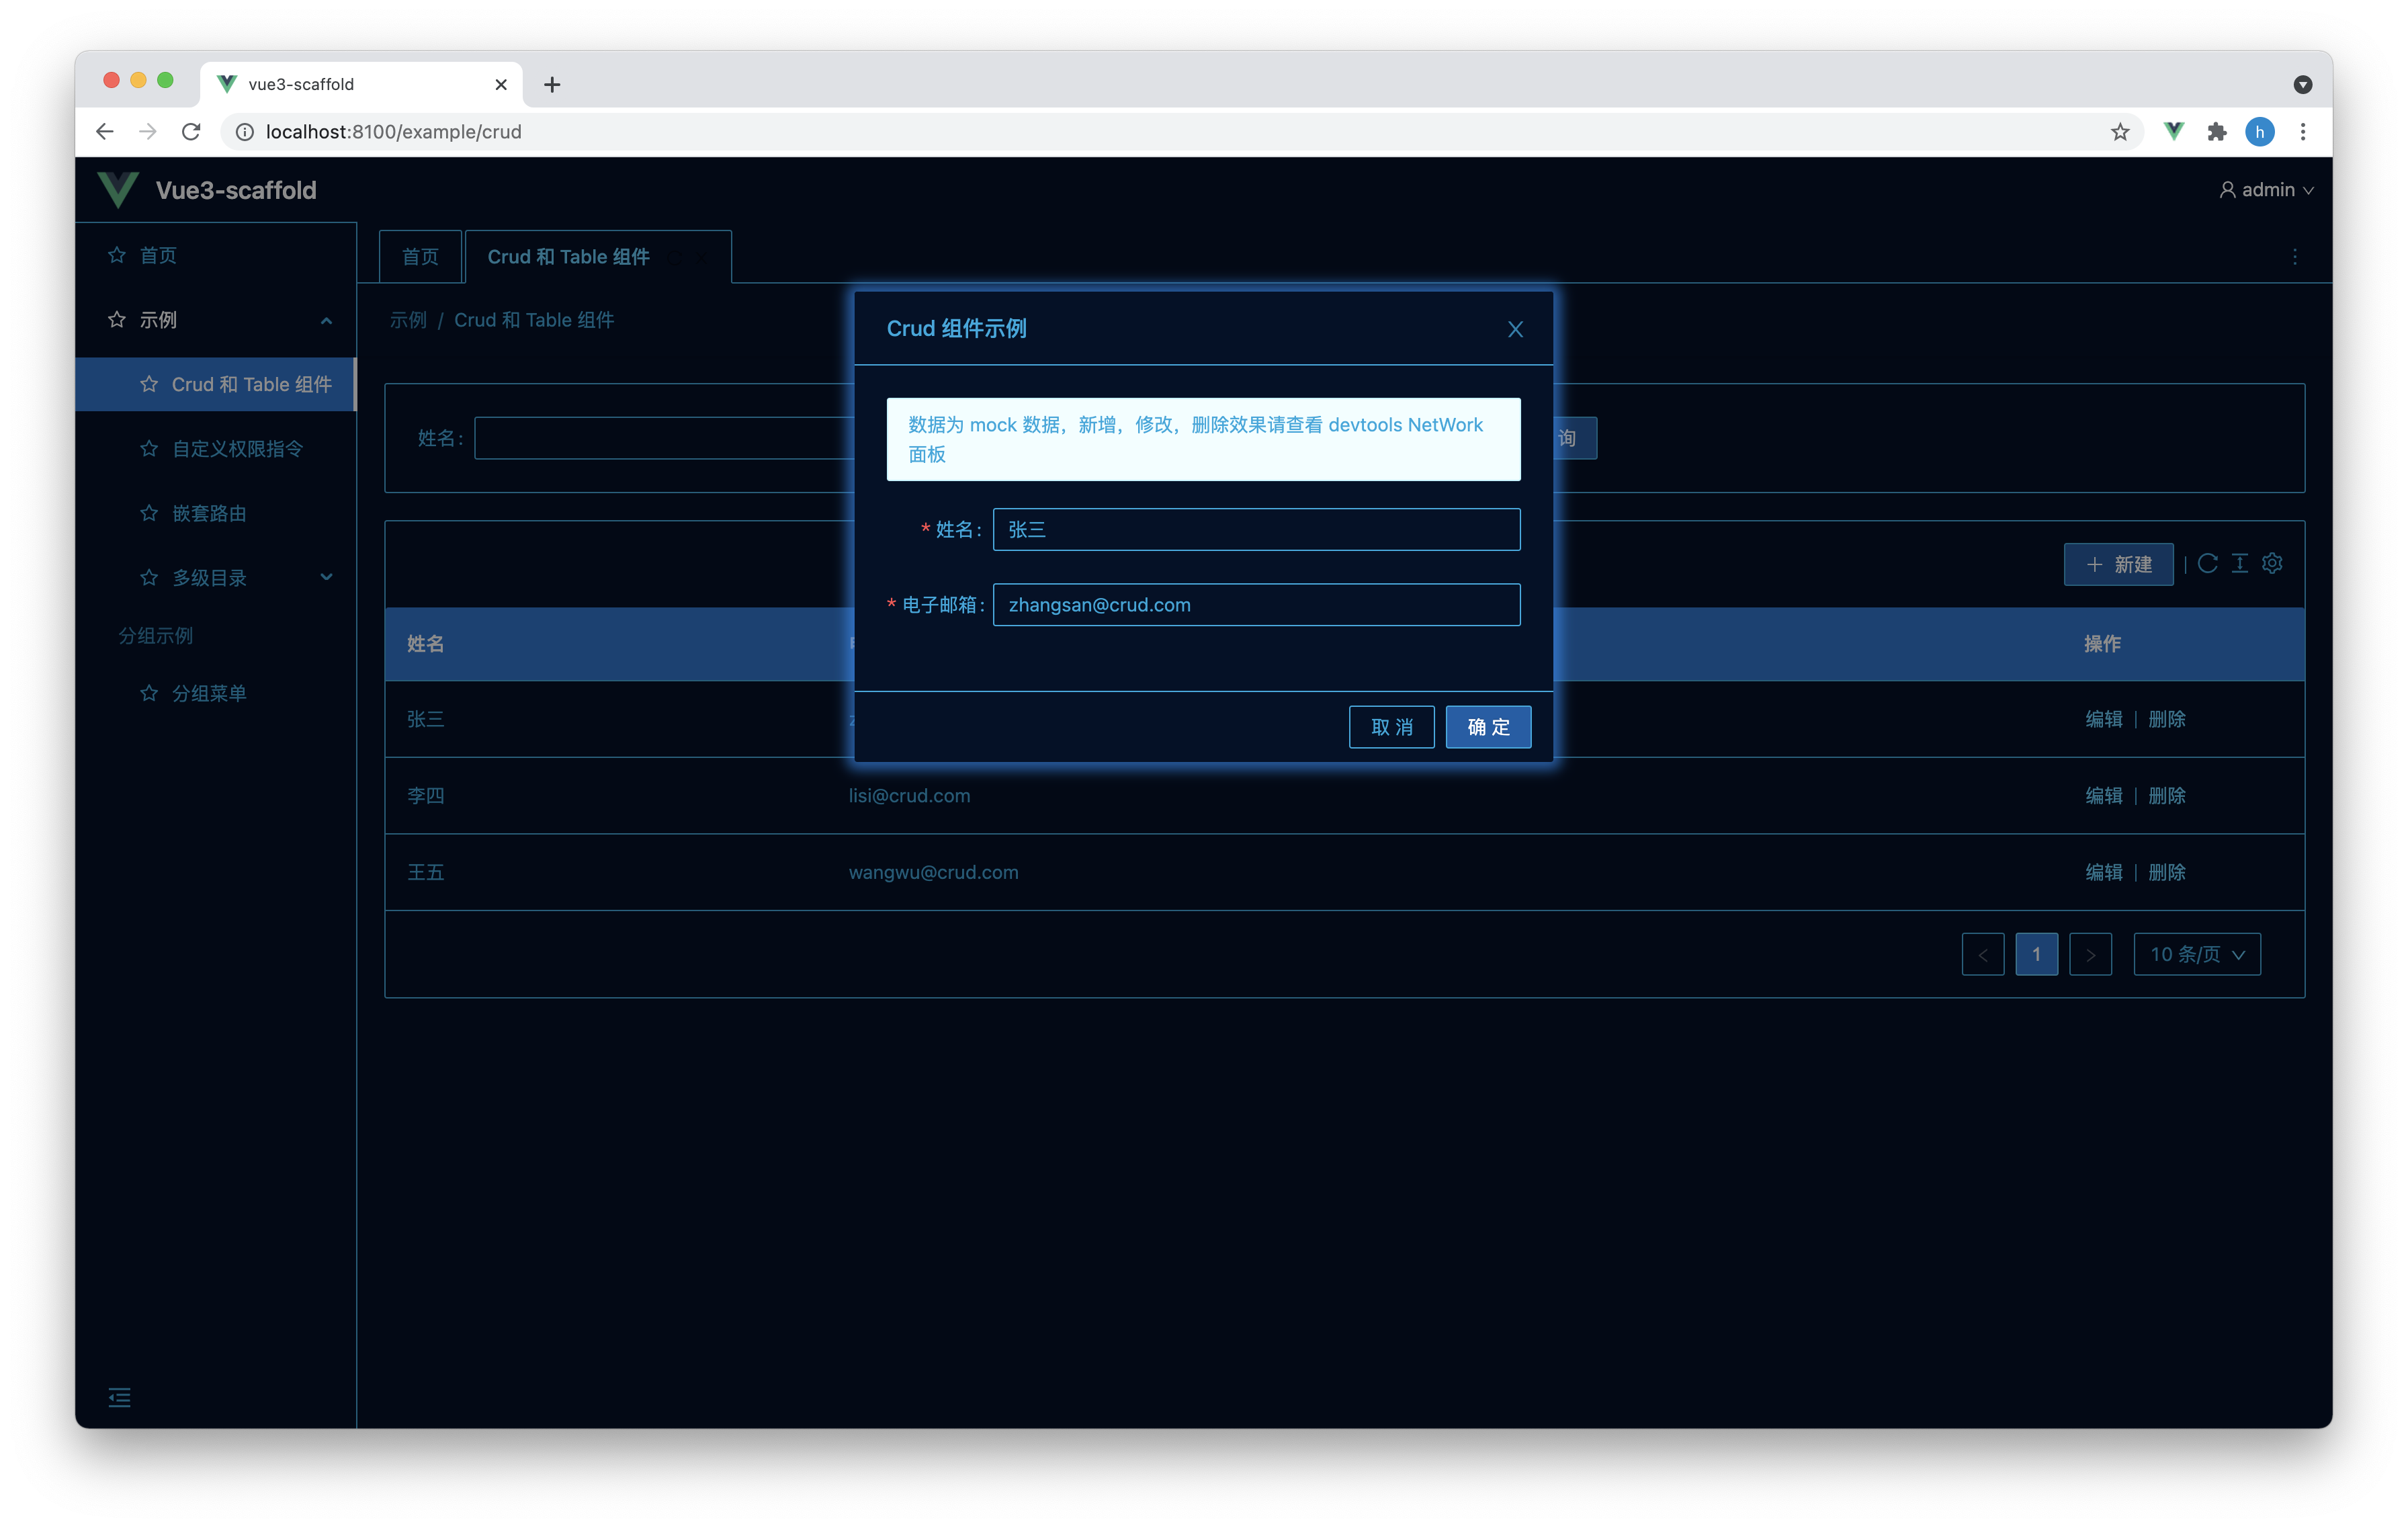 vue3-scaffold
localhost:8100/example/crud
h
Vue3-scaffold
admin
首页
示例
Crud 和 Table 组件
自定义权限指令
嵌套路由
多级目录
分组示例
分组菜单
首页
Crud 和 Table 组件
示例 / Crud 和 Table 组件
姓名:
询
新建
姓名
操作
张三
编辑 | 删除
李四
lisi@crud.com
编辑 | 删除
王五
wangwu@crud.com
编辑 | 删除
1
10 条/页
Crud 组件示例
数据为 mock 数据，新增，修改，删除效果请查看 devtools NetWork
面板
* 姓名:
张三
* 电子邮箱:
zhangsan@crud.com
取 消
确 定